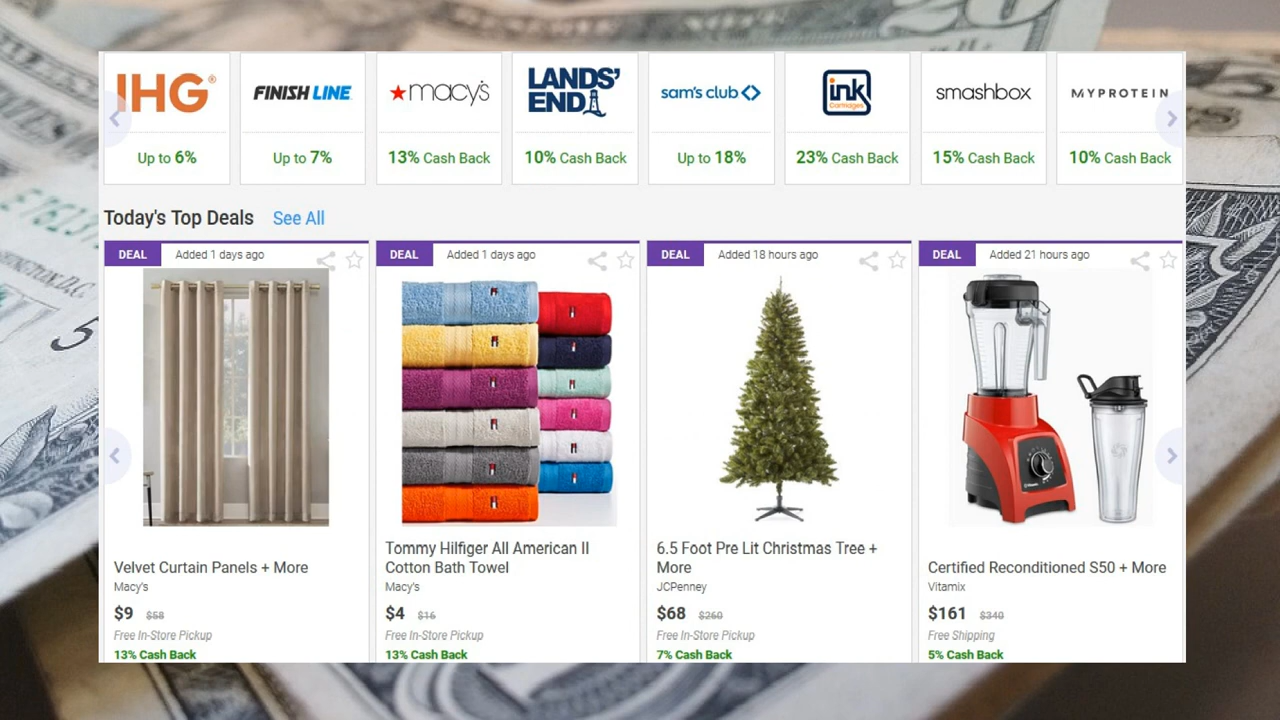 IHG®
FINISH LINE
macy's
LANDS'
END
sam's club
ink
Cartridges
smashbox
MYPROTEIN
Up to 6%
Up to 7%
13% Cash Back
10% Cash Back
Up to 18%
23% Cash Back
15% Cash Back
10% Cash Back
Today's Top Deals See All
DEAL Added 1 days ago
DEAL Added 1 days ago
DEAL Added 18 hours ago
DEAL Added 21 hours ago
Velvet Curtain Panels + More
Macy's
$9 $58
Free In-Store Pickup
13% Cash Back
Tommy Hilfiger All American II
Cotton Bath Towel
Macy's
$4 $16
Free In-Store Pickup
13% Cash Back
6.5 Foot Pre Lit Christmas Tree +
More
JCPenney
$68 $260
Free In-Store Pickup
7% Cash Back
Certified Reconditioned S50 + More
Vitamix
$161 $340
Free Shipping
5% Cash Back